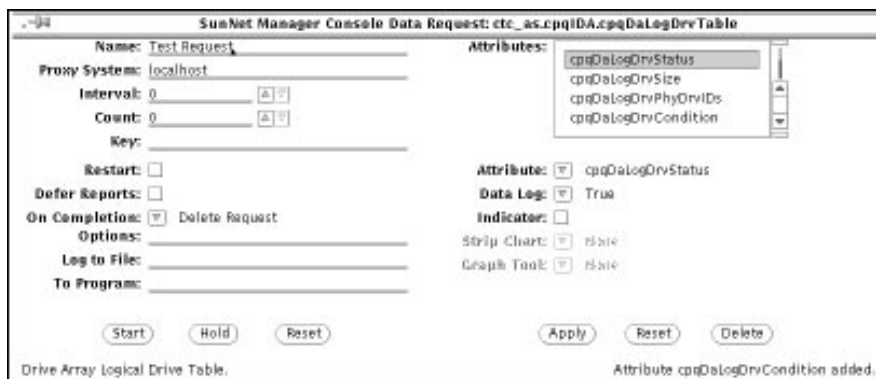 SunNet Manager Console Data Request: ctc_as.cpqIDA.cpqDaLogDrvTable
Name: Test Request
Proxy System: localhost
Interval: 0
Count: 0
Key:
Restart:
Defer Reports:
On Completion: Delete Request
Options:
Log to File:
To Program:
Start Hold Reset
Drive Array Logical Drive Table.
Attributes:
cpqDaLogDrvStatus
cpqDaLogDrvSize
cpqDaLogDrvPhyDrvIDs
cpqDaLogDrvCondition
Attribute: cpqDaLogDrvStatus
Data Log: True
Indicator:
Strip Chart: None
Graph Tool: None
Apply Reset Delete
Attribute cpqDaLogDrvCondition added.